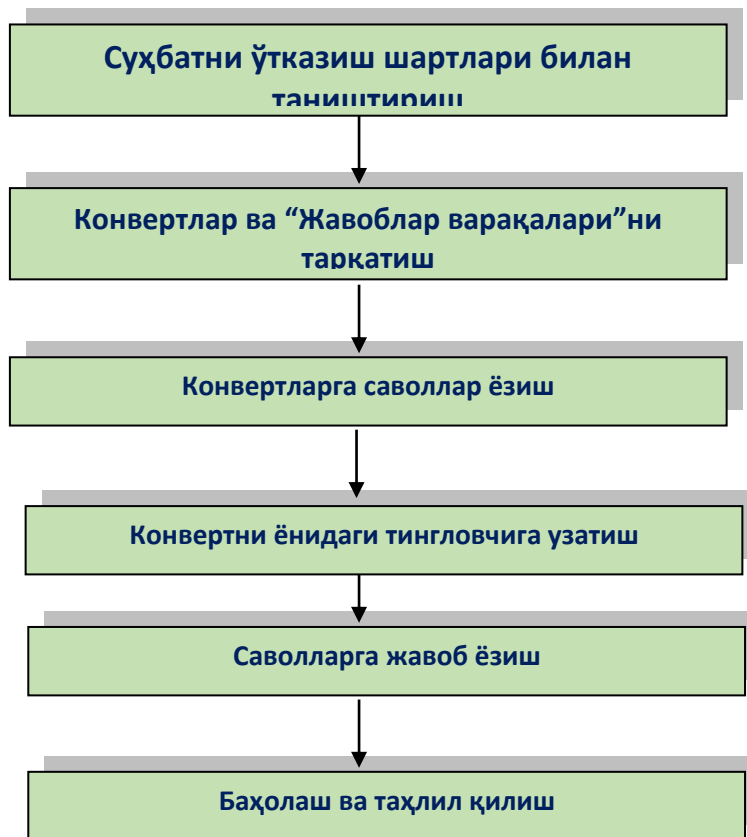 Суҳбатни ўтказиш шартлари билан
таништириш
Конвертлар ва “Жавоблар варақалари”ни
тарқатиш
Конвертларга саволлар ёзиш
Конвертни ёнидаги тингловчига узатиш
Саволларга жавоб ёзиш
Баҳолаш ва таҳлил қилиш